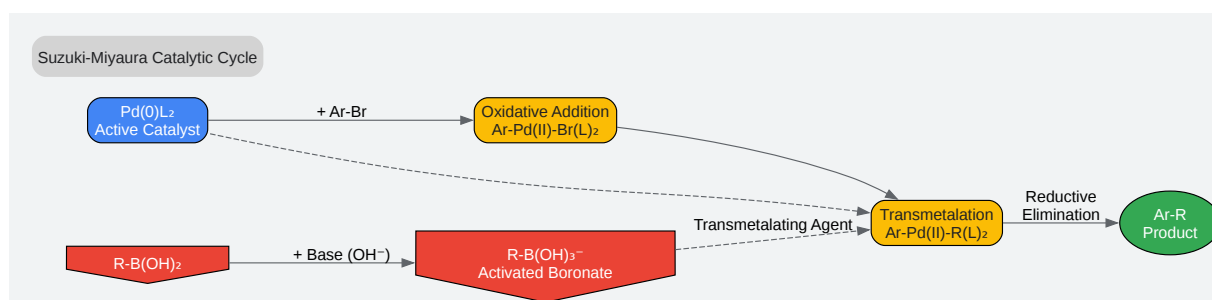 Suzuki-Miyaura Catalytic Cycle
Pd(0)L₂
Active Catalyst
+ Ar-Br
Oxidative Addition
Ar-Pd(II)-Br(L)₂
Transmetalation
Ar-Pd(II)-R(L)₂
Reductive
Elimination
Ar-R
Product
Transmetalating Agent
R-B(OH)₂
+ Base (OH⁻)
R-B(OH)₃⁻
Activated Boronate